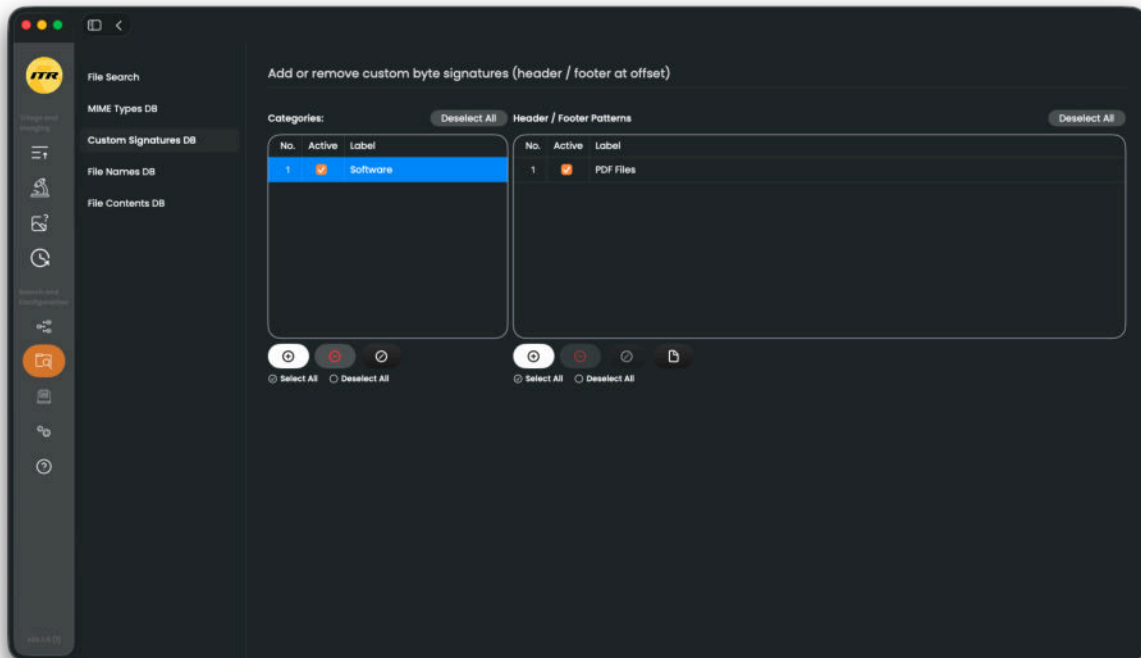 ITR
File Search
MIME Types DB
Custom Signatures DB
File Names DB
File Contents DB
Add or remove custom byte signatures (header / footer at offset)
Categories:
Deselect All
Header / Footer Patterns
Deselect All
No. Active Label
1 Software
No. Active Label
1 PDF Files
Select All Deselect All
Select All Deselect All